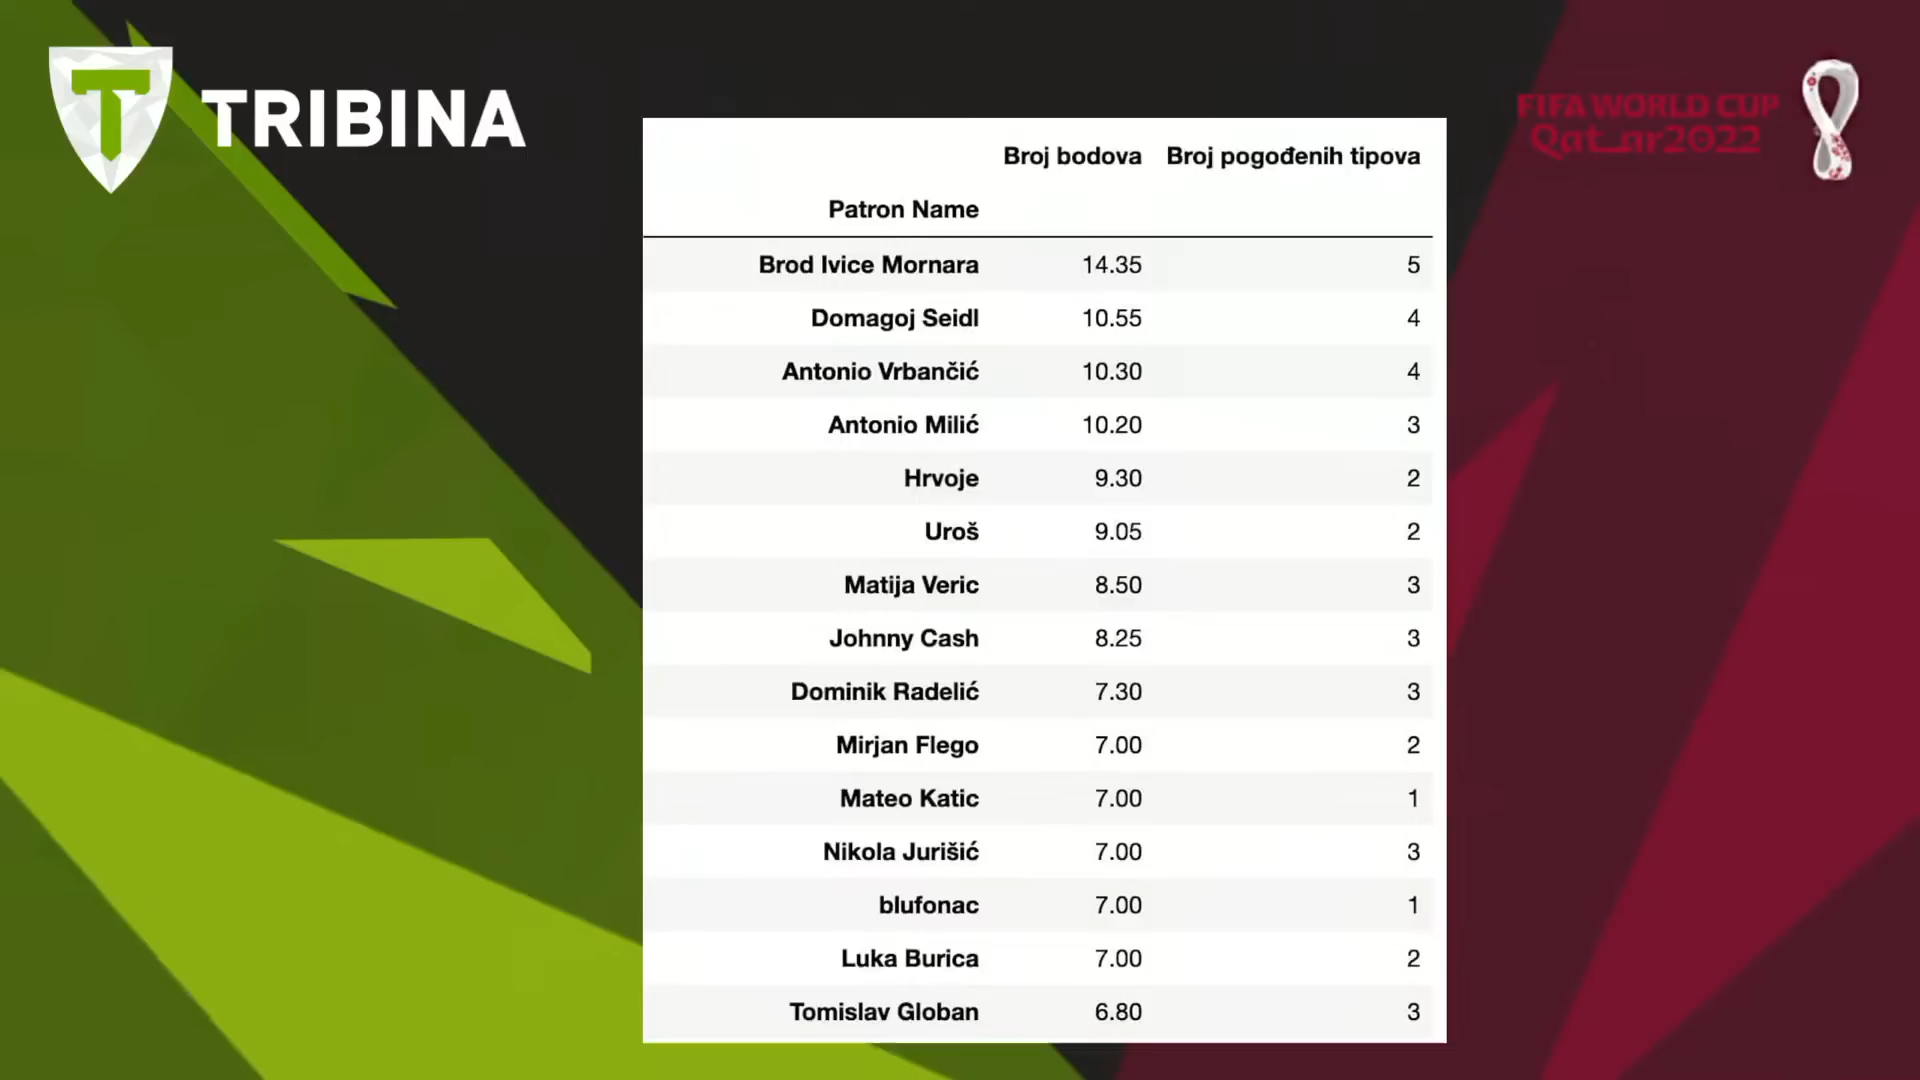 TRIBINA
FIFA WORLD CUP
Qatar2022
Broj bodova Broj pogođenih tipova
Patron Name
Brod Ivice Mornara 14.35 5
Domagoj Seidl 10.55 4
Antonio Vrbančić 10.30 4
Antonio Milić 10.20 3
Hrvoje 9.30 2
Uroš 9.05 2
Matija Veric 8.50 3
Johnny Cash 8.25 3
Dominik Radelić 7.30 3
Mirjan Flego 7.00 2
Mateo Katic 7.00 1
Nikola Jurišić 7.00 3
blufonac 7.00 1
Luka Burica 7.00 2
Tomislav Globan 6.80 3